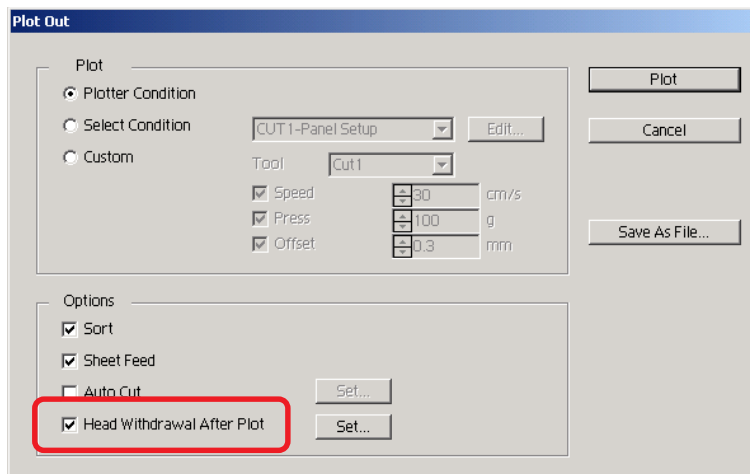 Plot Out
Plot
Plotter Condition
Select Condition
CUT1-Panel Setup
Edit...
Custom
Tool
Cut1
Speed
30
cm/s
Press
100
g
Offset
0.3
mm
Plot
Cancel
Save As File...
Options
Sort
Sheet Feed
Auto Cut
Set...
Head Withdrawal After Plot
Set...